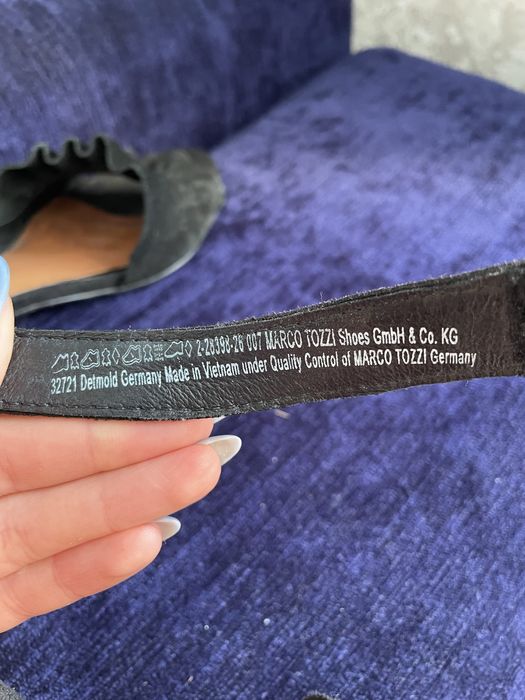 2-28398-26 007 MARCO TOZZI Shoes GmbH & Co. KG
32721 Detmold Germany Made in Vietnam under Quality Control of MARCO TOZZI Germany